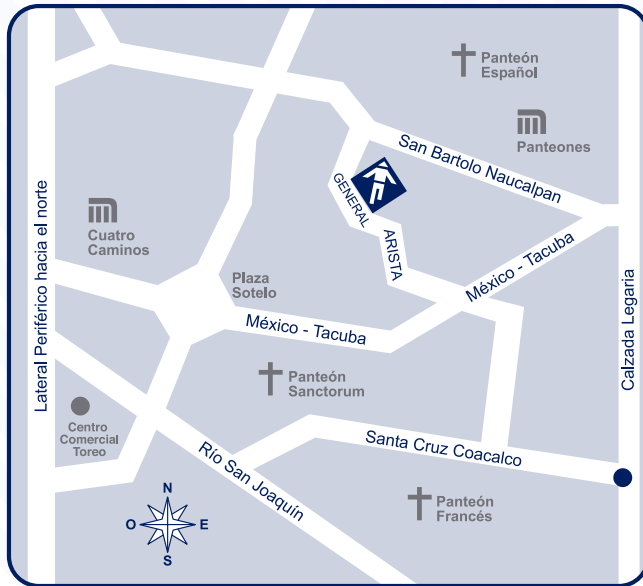 Panteón
Español
Panteones
San Bartolo Naucalpan
GENERAL
ARISTA
Cuatro
Caminos
Plaza
Sotelo
México - Tacuba
México - Tacuba
Lateral Periférico hacia el norte
Calzada Legaria
Panteón
Sanctorum
Centro
Comercial
Toreo
Santa Cruz Coacalco
Río San Joaquín
Panteón
Francés
N
O
E
S